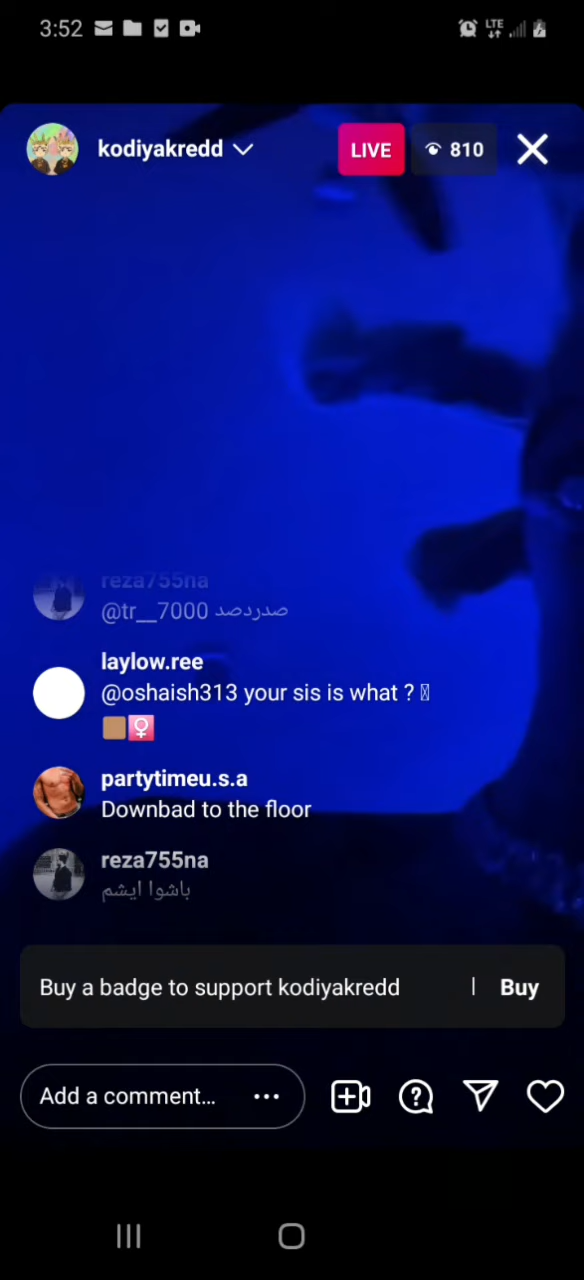 3:52
LTE
kodiyakredd
LIVE
810
reza755na
@tr__7000 صدردصد
laylow.ree
@oshaish313 your sis is what ?
partytimeu.s.a
Downbad to the floor
reza755na
باشوا ایشم
Buy a badge to support kodiyakredd | Buy
Add a comment...